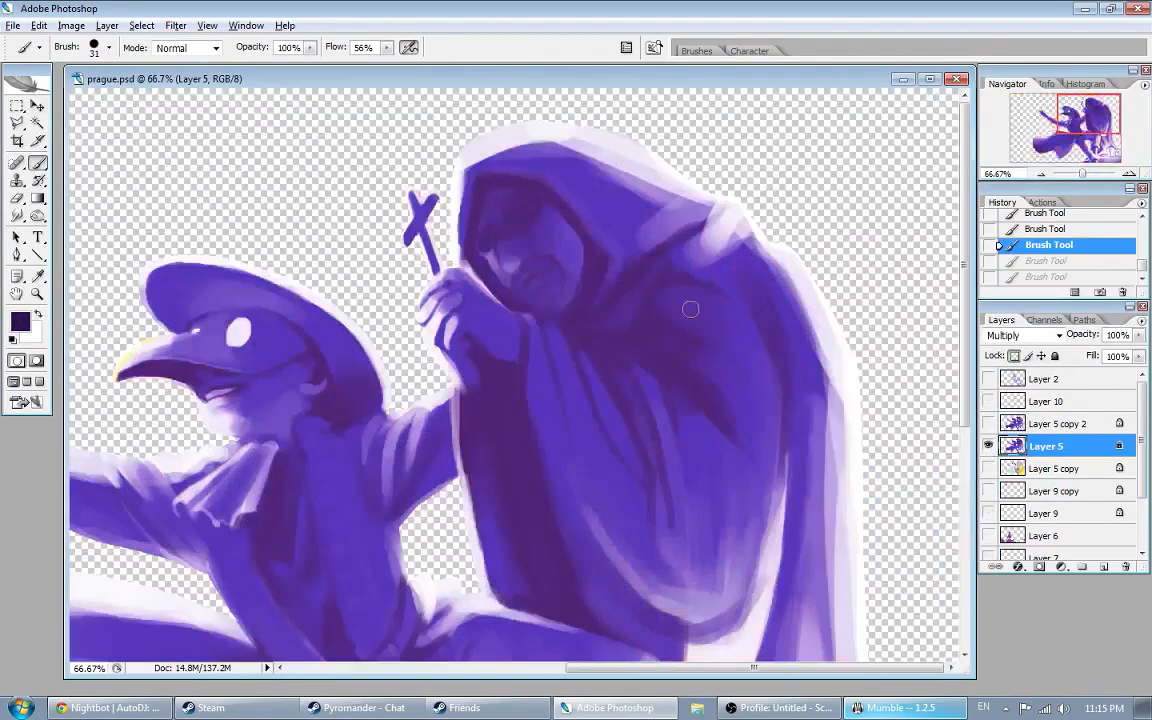 Adobe Photoshop
File Edit Image Layer Select Filter View Window Help
Brush: 31 Mode: Normal Opacity: 100% Flow: 56% Brushes Character
prague.psd @ 66.7% (Layer 5, RGB/8)
Navigator Info Histogram
66.67%
History Actions
Brush Tool
Brush Tool
Brush Tool
Brush Tool
Brush Tool
Layers Channels Paths
Multiply Opacity: 100%
Lock: Fill: 100%
Layer 2
Layer 10
Layer 5 copy 2
Layer 5
Layer 5 copy
Layer 9 copy
Layer 9
Layer 6
Layer 7
66.67% Doc: 14.8M/137.2M
Nightbot | AutoDJ: ... Steam Pyromander - Chat Friends Adobe Photoshop Profile: Untitled - Sc... Mumble -- 1.2.5 EN 11:15 PM